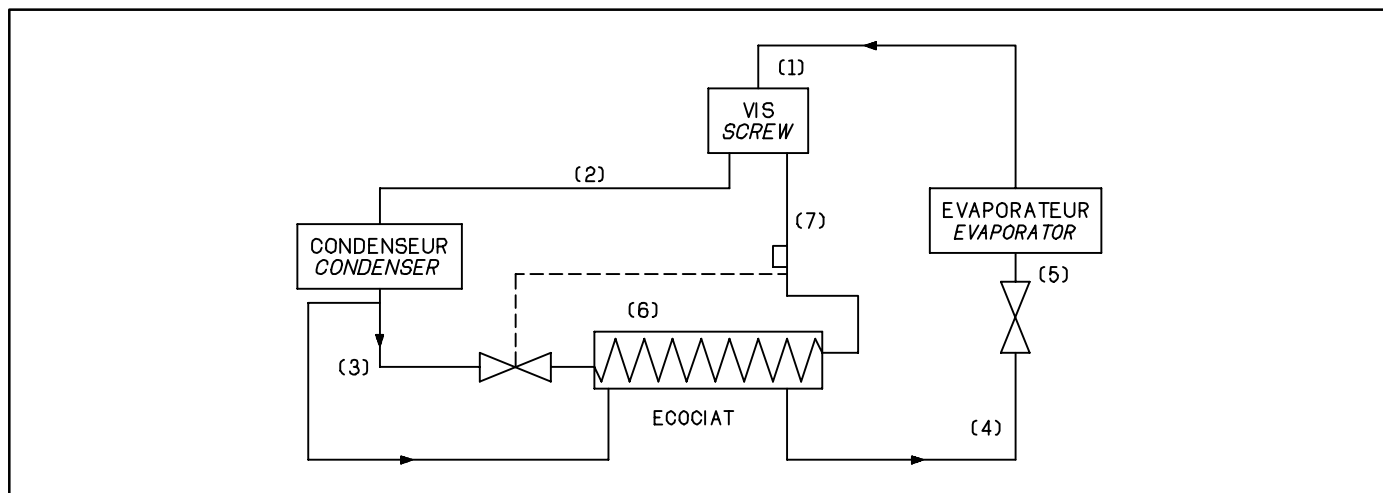 (1)
VIS
SCREW
(2)
(7)
EVAPORATEUR
EVAPORATOR
CONDENSEUR
CONDENSER
(5)
(6)
(3)
ECOCIAT
(4)